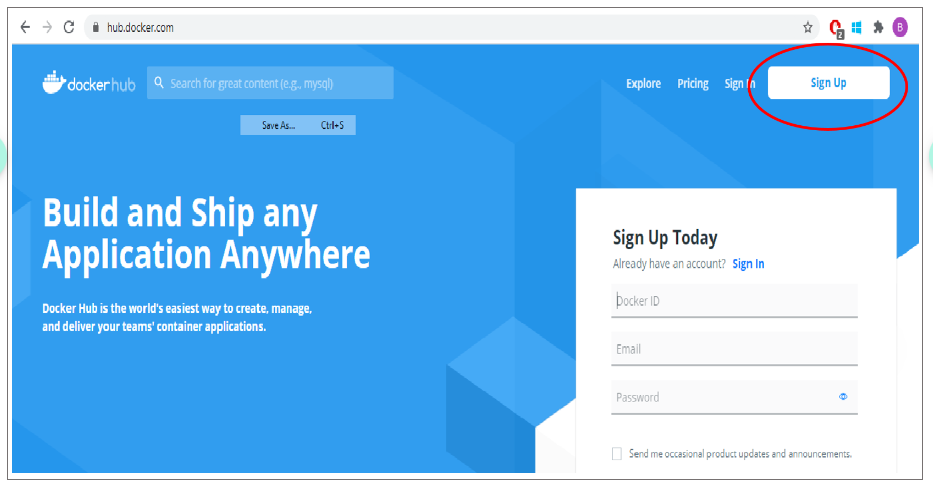 hub.docker.com
B
2
dockerhub
Search for great content (e.g., mysql)
Explore Pricing Sign In Sign Up
Save As... Ctrl+S
Build and Ship any
Application Anywhere
Docker Hub is the world's easiest way to create, manage,
and deliver your teams' container applications.
Sign Up Today
Already have an account? Sign In
Docker ID
Email
Password
Send me occasional product updates and announcements.